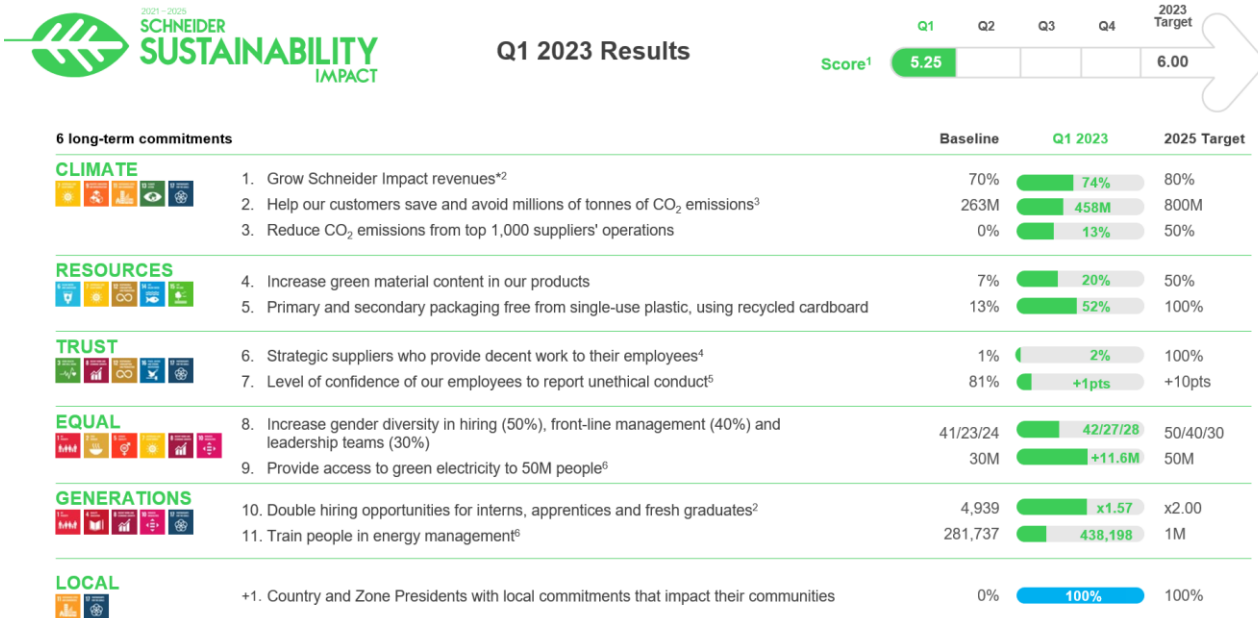 2021 - 2025
SCHNEIDER
SUSTAINABILITY
IMPACT
Q1 2023 Results
Q1 Q2 Q3 Q4 2023 Target
Score1 5.25 6.00
6 long-term commitments Baseline Q1 2023 2025 Target
CLIMATE
1. Grow Schneider Impact revenues*2 70% 74% 80%
2. Help our customers save and avoid millions of tonnes of CO2 emissions3 263M 458M 800M
3. Reduce CO2 emissions from top 1,000 suppliers' operations 0% 13% 50%
RESOURCES
4. Increase green material content in our products 7% 20% 50%
5. Primary and secondary packaging free from single-use plastic, using recycled cardboard 13% 52% 100%
TRUST
6. Strategic suppliers who provide decent work to their employees4 1% 2% 100%
7. Level of confidence of our employees to report unethical conduct5 81% +1pts +10pts
EQUAL
8. Increase gender diversity in hiring (50%), front-line management (40%) and
leadership teams (30%) 41/23/24 42/27/28 50/40/30
9. Provide access to green electricity to 50M people6 30M +11.6M 50M
GENERATIONS
10. Double hiring opportunities for interns, apprentices and fresh graduates2 4,939 x1.57 x2.00
11. Train people in energy management6 281,737 438,198 1M
LOCAL
+1. Country and Zone Presidents with local commitments that impact their communities 0% 100% 100%